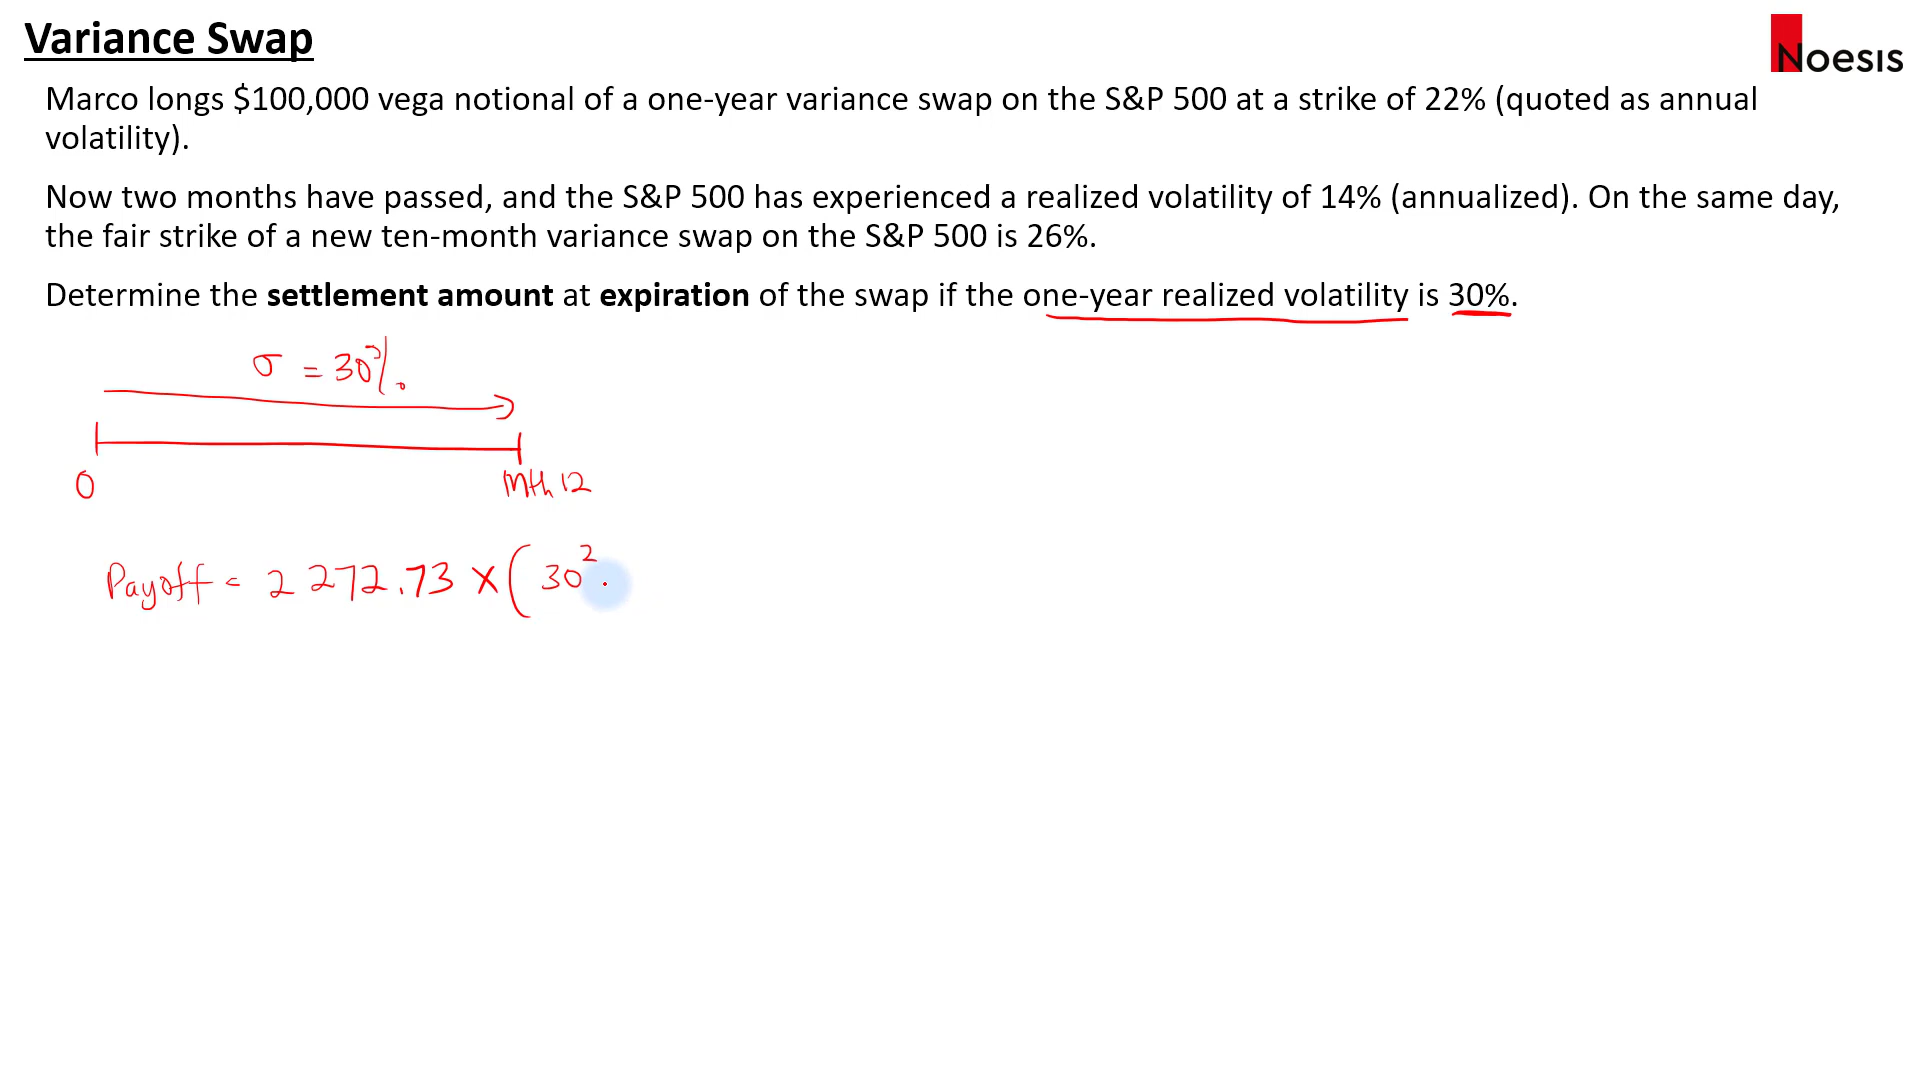 Variance Swap
Noesis
Marco longs $100,000 vega notional of a one-year variance swap on the S&P 500 at a strike of 22% (quoted as annual
volatility).
Now two months have passed, and the S&P 500 has experienced a realized volatility of 14% (annualized). On the same day,
the fair strike of a new ten-month variance swap on the S&P 500 is 26%.
Determine the settlement amount at expiration of the swap if the one-year realized volatility is 30%.
σ = 30%
0 Mth 12
Payoff = 2 272.73 × ( 30²